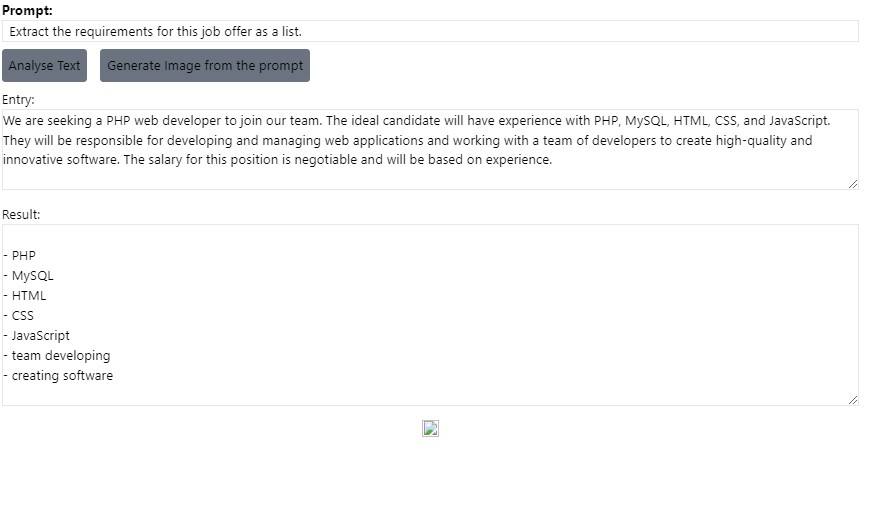 Prompt:
Extract the requirements for this job offer as a list.
Analyse Text
Generate Image from the prompt
Entry:
We are seeking a PHP web developer to join our team. The ideal candidate will have experience with PHP, MySQL, HTML, CSS, and JavaScript.
They will be responsible for developing and managing web applications and working with a team of developers to create high-quality and
innovative software. The salary for this position is negotiable and will be based on experience.
Result:
- PHP
- MySQL
- HTML
- CSS
- JavaScript
- team developing
- creating software